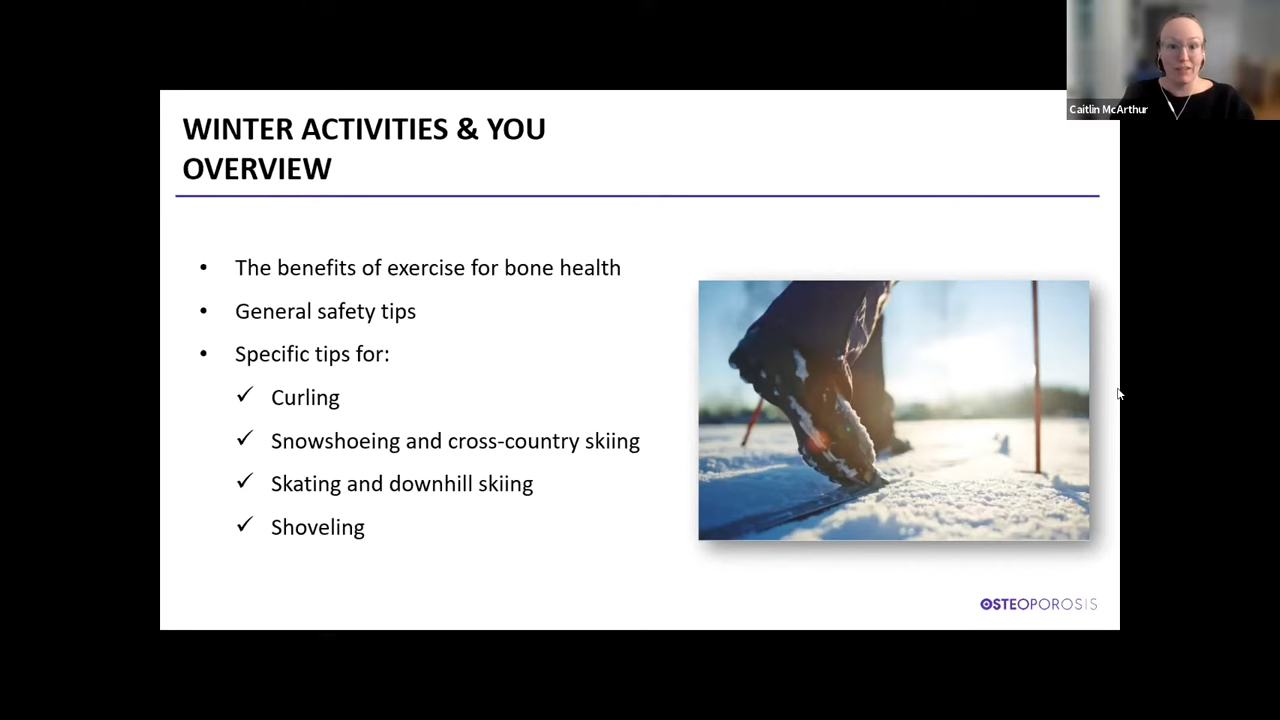 Caitlin McArthur
WINTER ACTIVITIES & YOU
OVERVIEW
• The benefits of exercise for bone health
• General safety tips
• Specific tips for:
✓ Curling
✓ Snowshoeing and cross-country skiing
✓ Skating and downhill skiing
✓ Shoveling
OSTEOPOROSIS